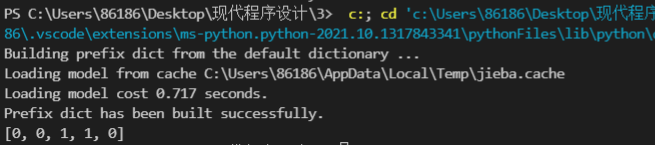 PS C:\Users\86186\Desktop\现代程序设计\3>  c:; cd 'c:\Users\86186\Desktop\现代程序
86\.vscode\extensions\ms-python.python-2021.10.1317843341\pythonFiles\lib\python\
Building prefix dict from the default dictionary ...
Loading model from cache C:\Users\86186\AppData\Local\Temp\jieba.cache
Loading model cost 0.717 seconds.
Prefix dict has been built successfully.
[0, 0, 1, 1, 0]